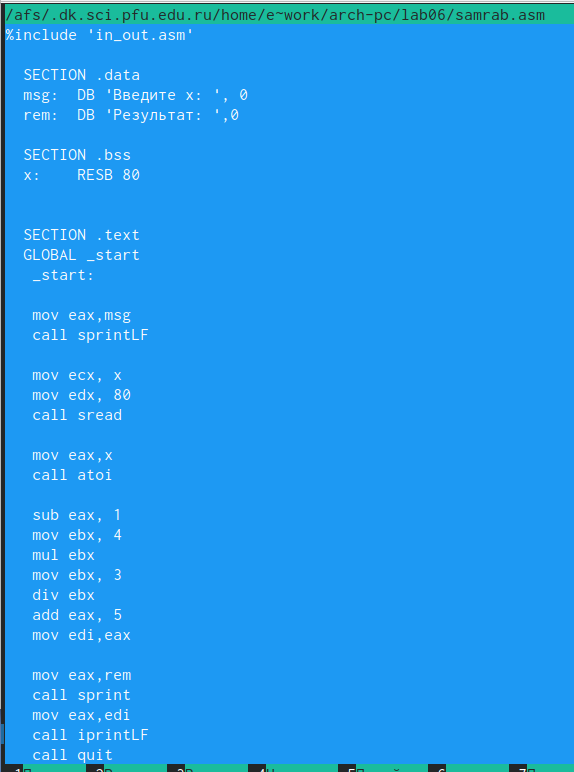 /afs/.dk.sci.pfu.edu.ru/home/e~work/arch-pc/lab06/samrab.asm
%include 'in_out.asm'
SECTION .data
msg:  DB 'Введите x: ', 0
rem:  DB 'Результат: ',0
SECTION .bss
x:    RESB 80
SECTION .text
GLOBAL _start
_start:
mov eax,msg
call sprintLF
mov ecx, x
mov edx, 80
call sread
mov eax,x
call atoi
sub eax, 1
mov ebx, 4
mul ebx
mov ebx, 3
div ebx
add eax, 5
mov edi,eax
mov eax,rem
call sprint
mov eax,edi
call iprintLF
call quit